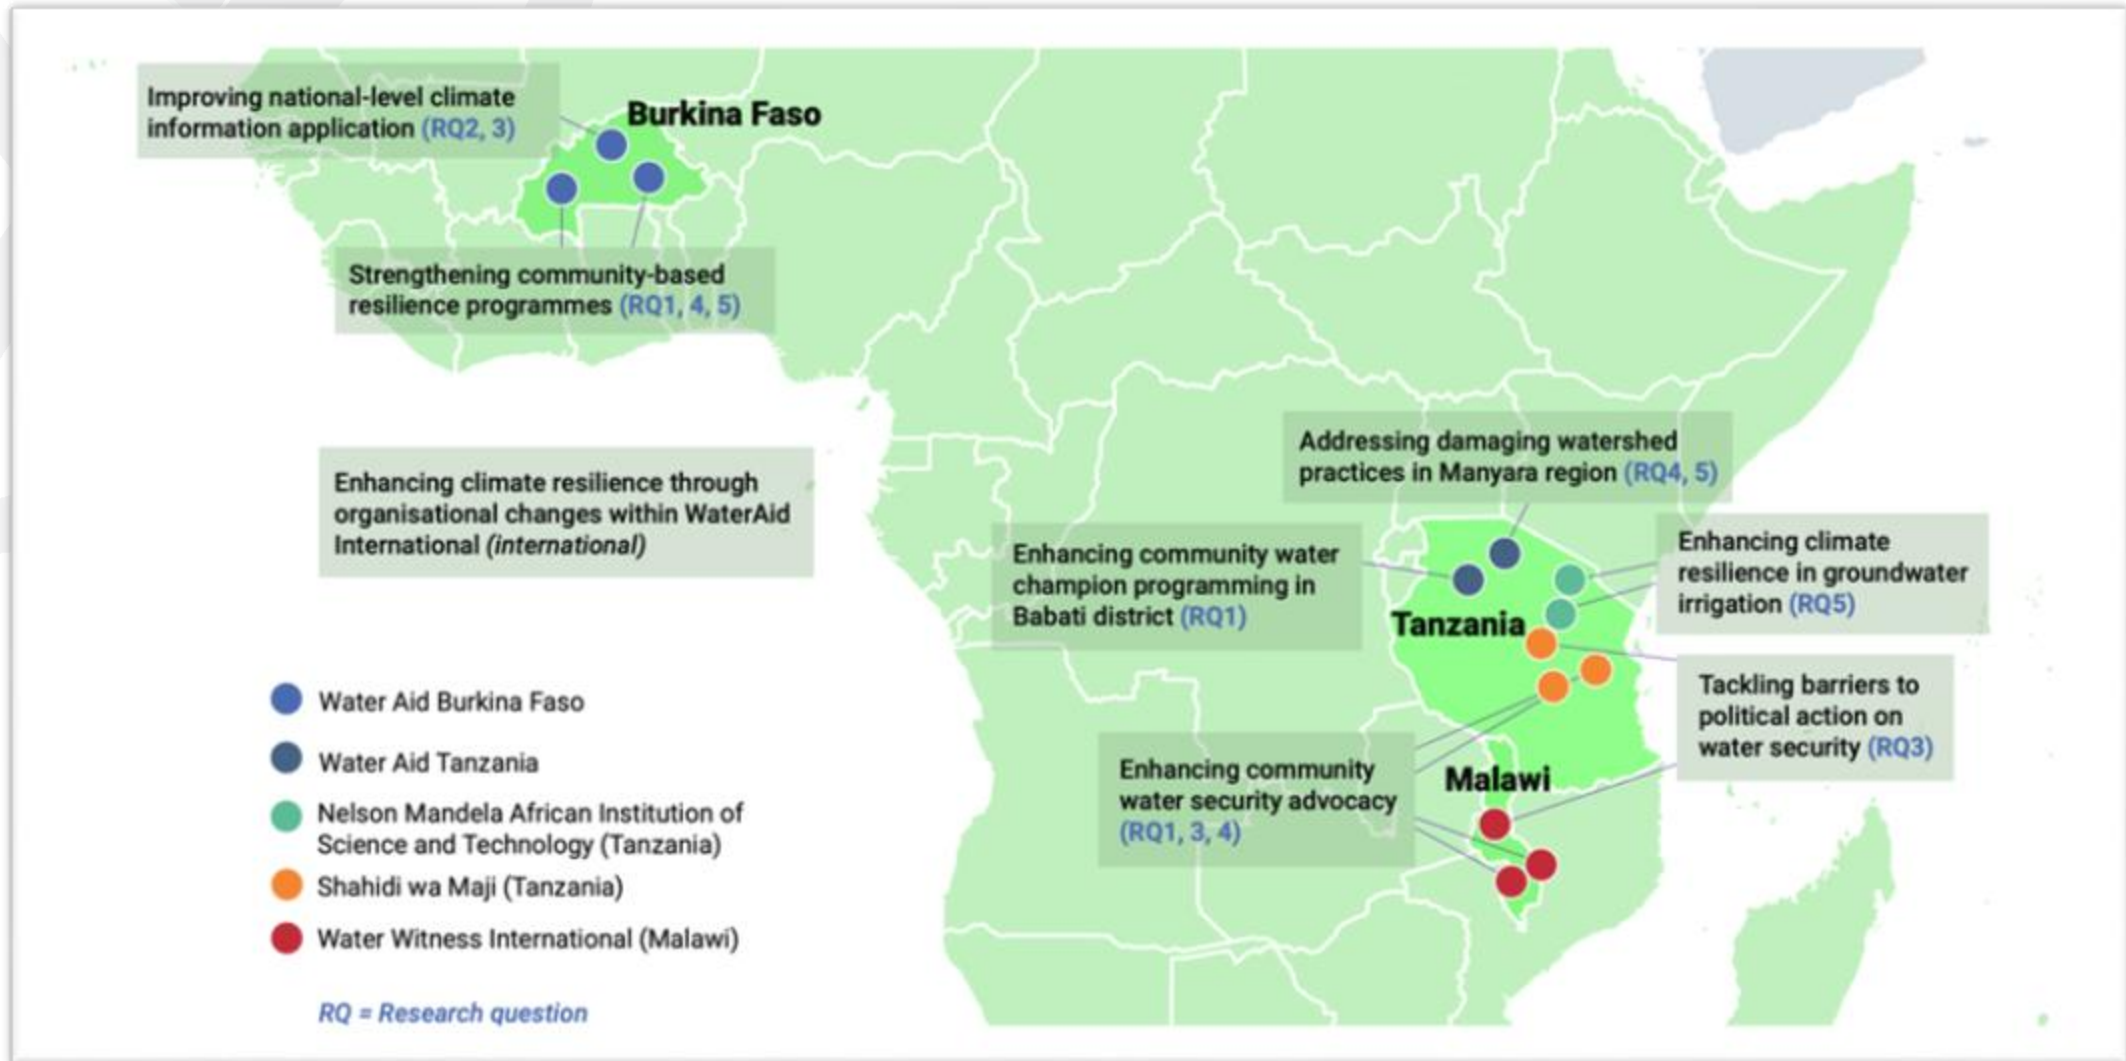 Improving national-level climate
information application (RQ2, 3)
Burkina Faso
Strengthening community-based
resilience programmes (RQ1, 4, 5)
Enhancing climate resilience through
organisational changes within WaterAid
International (international)
Addressing damaging watershed
practices in Manyara region (RQ4, 5)
Enhancing community water
champion programming in
Babati district (RQ1)
Enhancing climate
resilience in groundwater
irrigation (RQ5)
Tanzania
Tackling barriers to
political action on
water security (RQ3)
Enhancing community
water security advocacy
(RQ1, 3, 4)
Malawi
Water Aid Burkina Faso
Water Aid Tanzania
Nelson Mandela African Institution of
Science and Technology (Tanzania)
Shahidi wa Maji (Tanzania)
Water Witness International (Malawi)
RQ = Research question